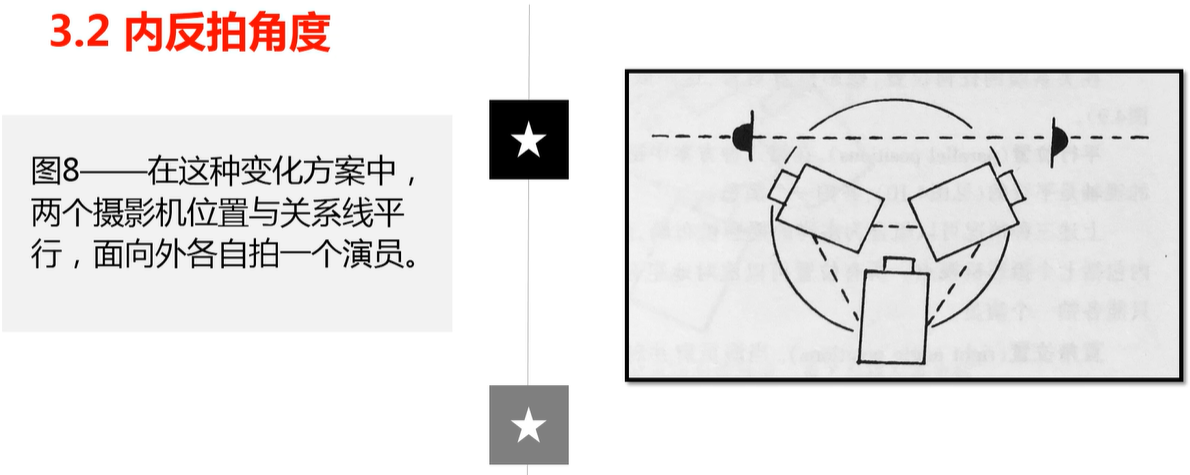 3.2 内反拍角度
图8——在这种变化方案中，
两个摄影机位置与关系线平
行，面向外各自拍一个演员。